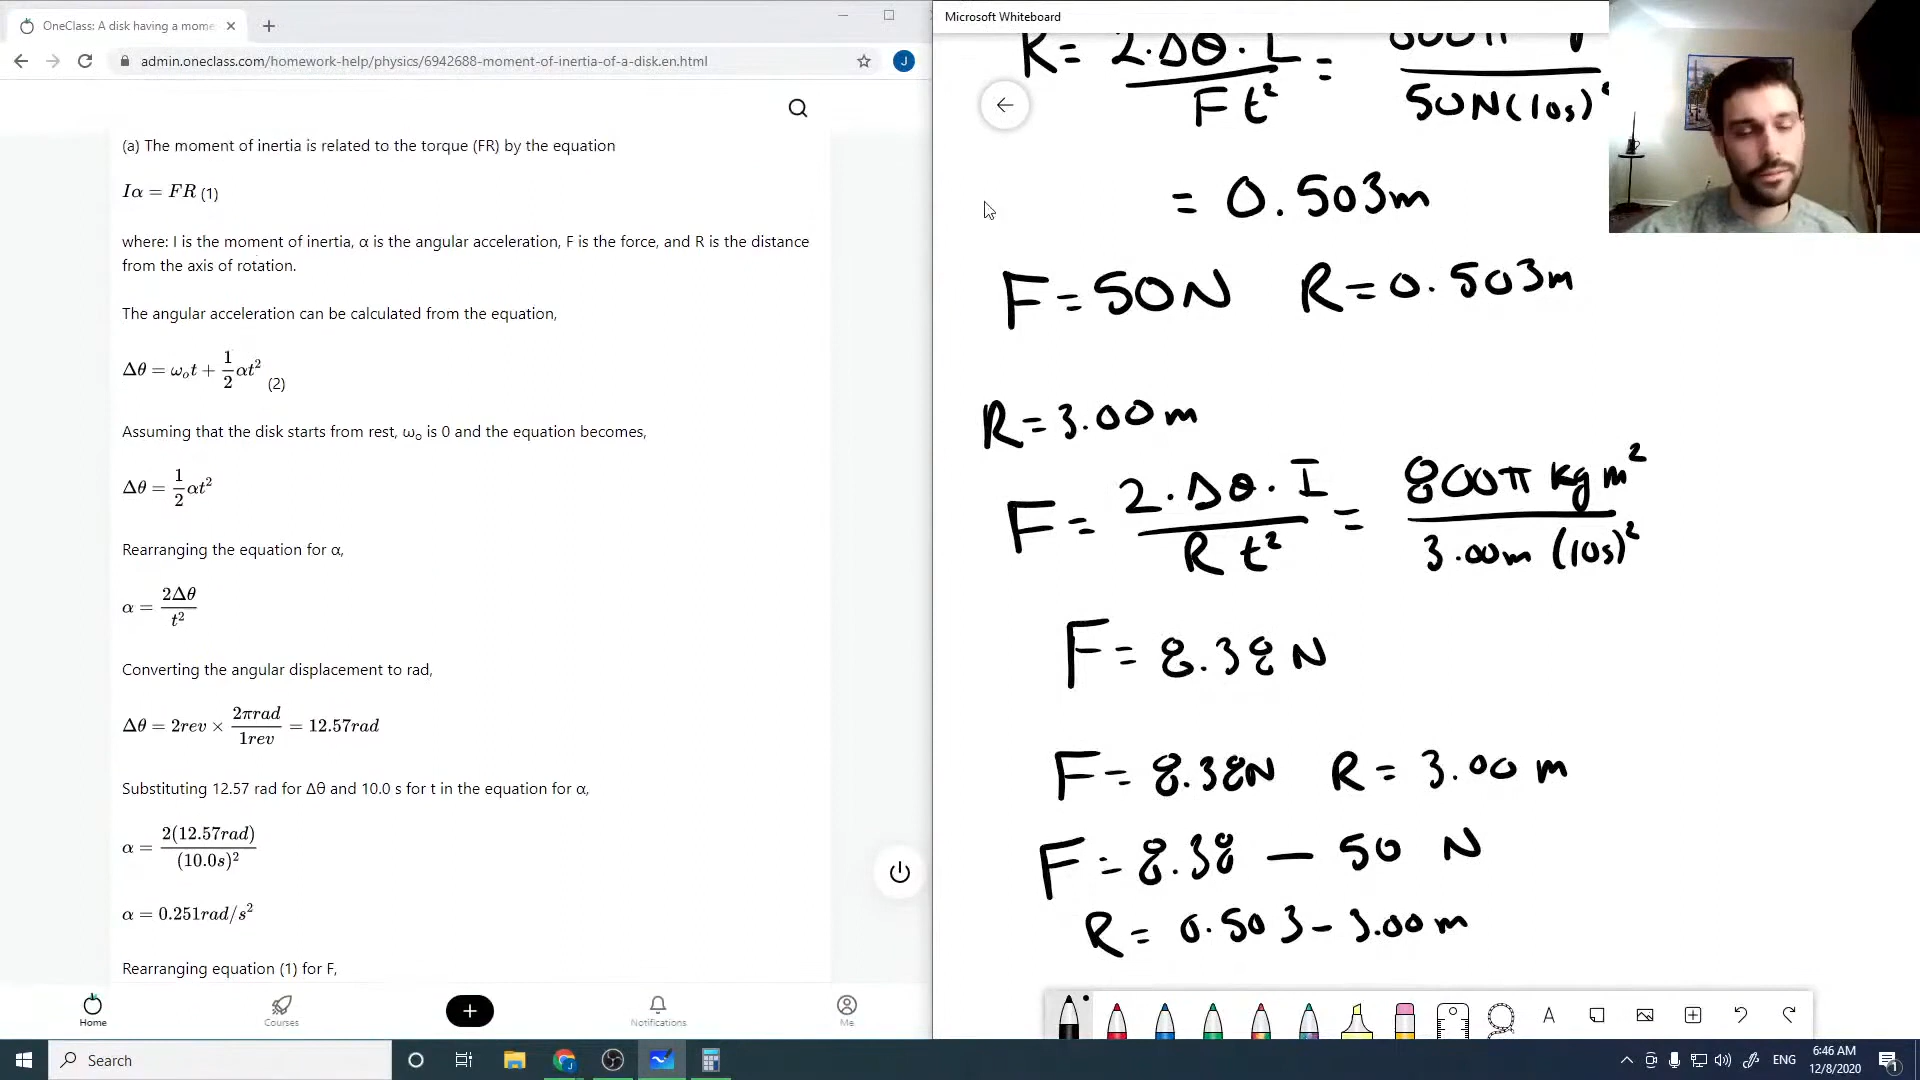 OneClass: A disk having a mome
admin.oneclass.com/homework-help/physics/6942688-moment-of-inertia-of-a-disk.en.html
(a) The moment of inertia is related to the torque (FR) by the equation
Iα = FR (1)
where: I is the moment of inertia, α is the angular acceleration, F is the force, and R is the distance
from the axis of rotation.
The angular acceleration can be calculated from the equation,
Δθ = ωₒt + 1/2 αt² (2)
Assuming that the disk starts from rest, ωₒ is 0 and the equation becomes,
Δθ = 1/2 αt²
Rearranging the equation for α,
α = 2Δθ / t²
Converting the angular displacement to rad,
Δθ = 2rev × 2πrad / 1rev = 12.57rad
Substituting 12.57 rad for Δθ and 10.0 s for t in the equation for α,
α = 2(12.57rad) / (10.0s)²
α = 0.251rad/s²
Rearranging equation (1) for F,
Home
Courses
Notifications
Me
Microsoft Whiteboard
R = 2·Δθ·I / F t² = 800π / 50N(10s)²
= 0.503m
F = 50N R = 0.503m
R = 3.00 m
F = 2·Δθ·I / R t² = 800π kg m² / 3.00m (10s)²
F = 8.38 N
F = 8.38N R = 3.00 m
F = 8.38 — 50 N
R = 0.503 - 3.00 m
J
A
Search
ENG
6:46 AM
12/8/2020
1